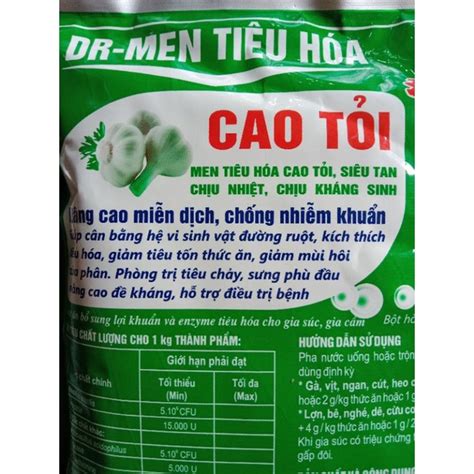 DR-MEN TIÊU HÓA
CAO TỎI
MEN TIÊU HÓA CAO TỎI, SIÊU TAN
CHỊU NHIỆT, CHỊU KHÁNG SINH
cao miễn dịch, chống nhiễm khuẩn
cân bằng hệ vi sinh vật đường ruột, kích thích
hóa, giảm tiêu tốn thức ăn, giảm mùi hôi
phân. Phòng trị tiêu chảy, sưng phù đầu
cao đề kháng, hỗ trợ điều trị bệnh
bổ sung lợi khuẩn và enzyme tiêu hóa cho gia súc, gia cầm
Bột
CHẤT LƯỢNG CHO 1 kg THÀNH PHẨM:
chất chính
Giới hạn phải đạt
Tối thiểu
(Min)
Tối đa
(Max)
CFU
15.000 U
CFU
5.000 U
HƯỚNG DẪN SỬ DỤNG
Pha nước uống hoặc trộn
dùng định kỳ
* Gà, vịt, ngan, cút, heo
hoặc 2 g/kg thức ăn hoặc 1 g
* Lợn, bê, nghé, dê, cừu
+ 4 g/kg thức ăn hoặc 1 g/
Khi gia súc có triệu chứng